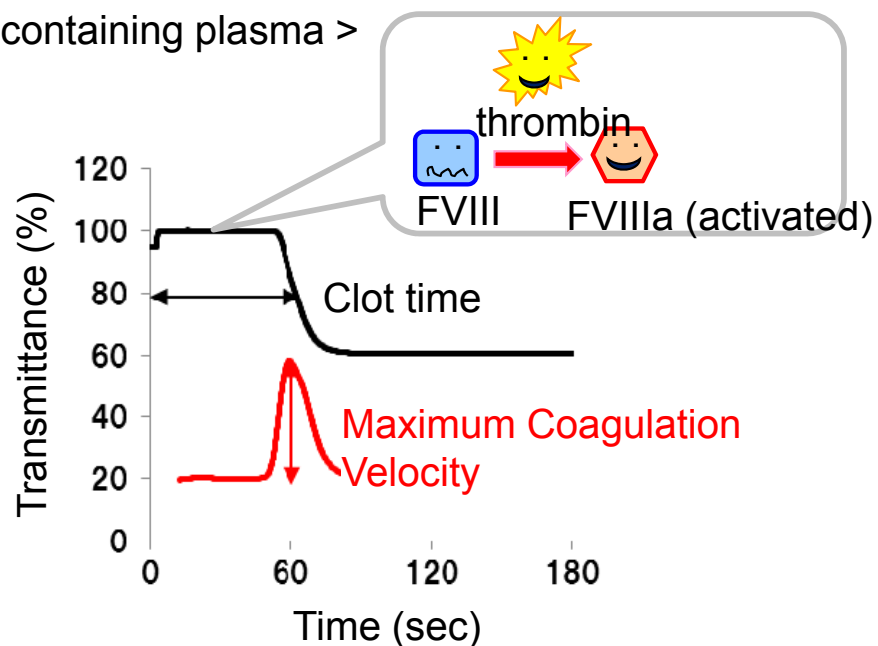 containing plasma >
thrombin
FVIII
FVIIIa (activated)
Transmittance (%)
120
100
80
60
40
20
0
Clot time
Maximum Coagulation
Velocity
0
60
120
180
Time (sec)